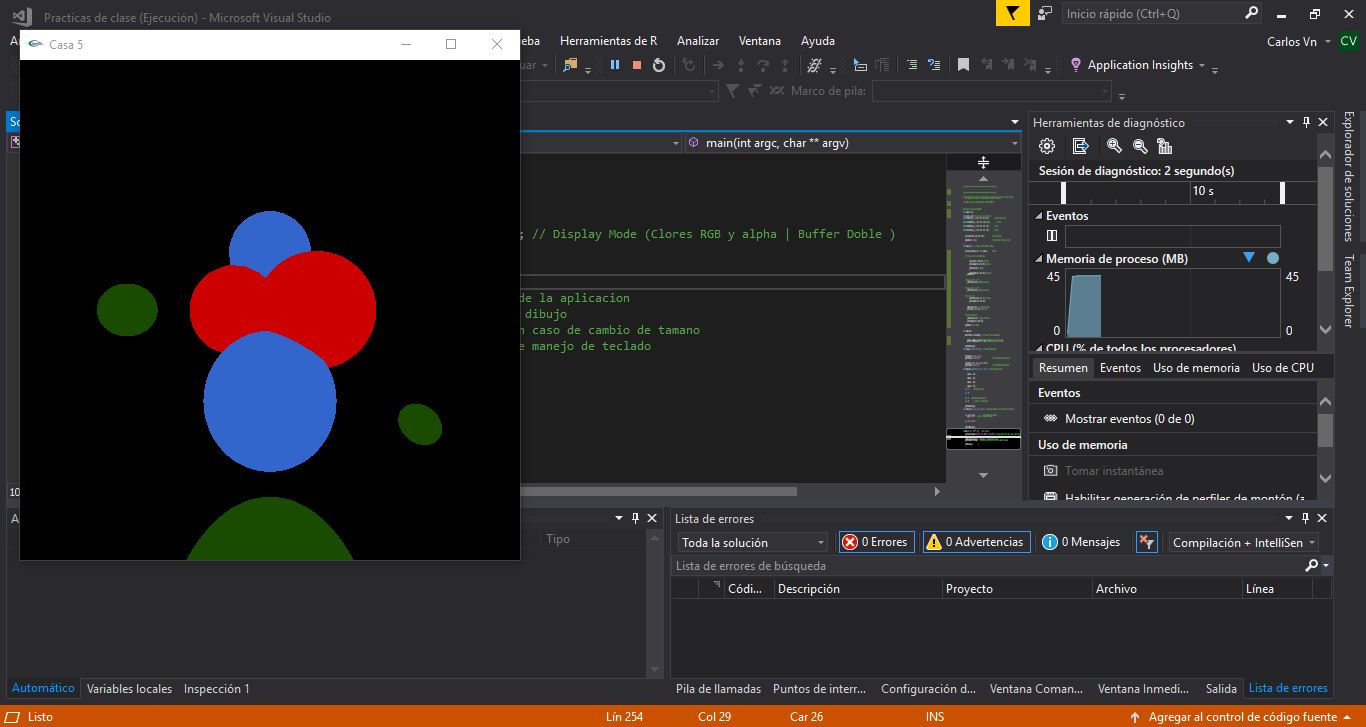 Practicas de clase (Ejecución) - Microsoft Visual Studio
Inicio rápido (Ctrl+Q)
Casa 5
Herramientas de R Analizar Ventana Ayuda
Carlos Vn CV
Application Insights
Marco de pila:
main(int argc, char ** argv)
; // Display Mode (Clores RGB y alpha | Buffer Doble )
de la aplicacion
dibujo
caso de cambio de tamano
manejo de teclado
Herramientas de diagnóstico
Sesión de diagnóstico: 2 segundo(s)
10 s
Eventos
Memoria de proceso (MB)
45 45
0 0
CPU (% de todos los procesadores)
Resumen Eventos Uso de memoria Uso de CPU
Eventos
Mostrar eventos (0 de 0)
Uso de memoria
Tomar instantánea
Habilitar generación de perfiles de montón (a
Explorador de soluciones
Team Explorer
Tipo
Automático Variables locales Inspección 1
Lista de errores
Toda la solución 0 Errores 0 Advertencias 0 Mensajes Compilación + IntelliSen
Lista de errores de búsqueda
Códi... Descripción Proyecto Archivo Línea
Pila de llamadas Puntos de interr... Configuración d... Ventana Coman... Ventana Inmedi... Salida Lista de errores
Listo Lín 254 Col 29 Car 26 INS Agregar al control de código fuente